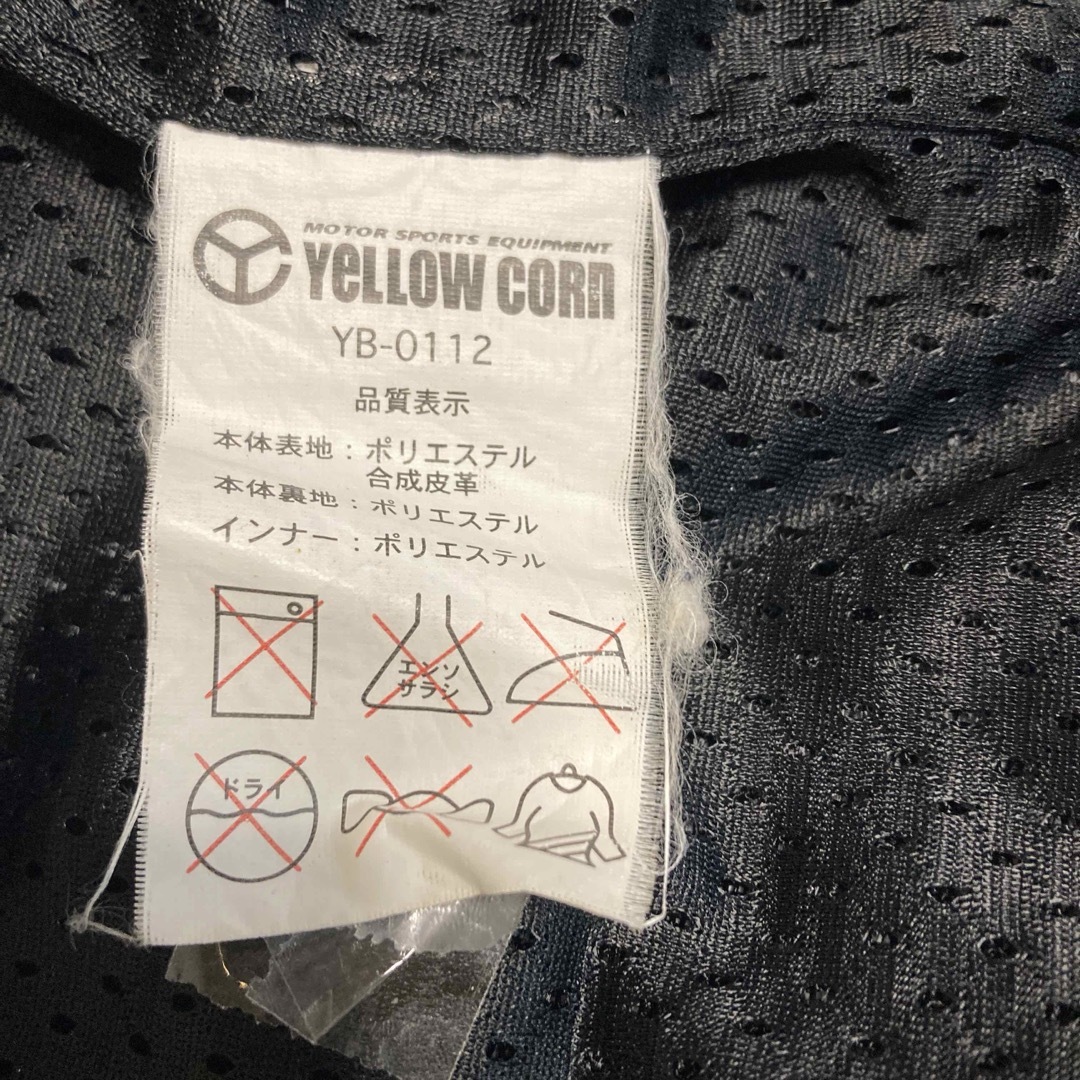 MOTOR SPORTS EQUIPMENT
YELLOW CORN
YB-0112
品質表示
本体表地：ポリエステル
合成皮革
本体裏地：ポリエステル
インナー：ポリエステル
エンソ
サラシ
ドライ